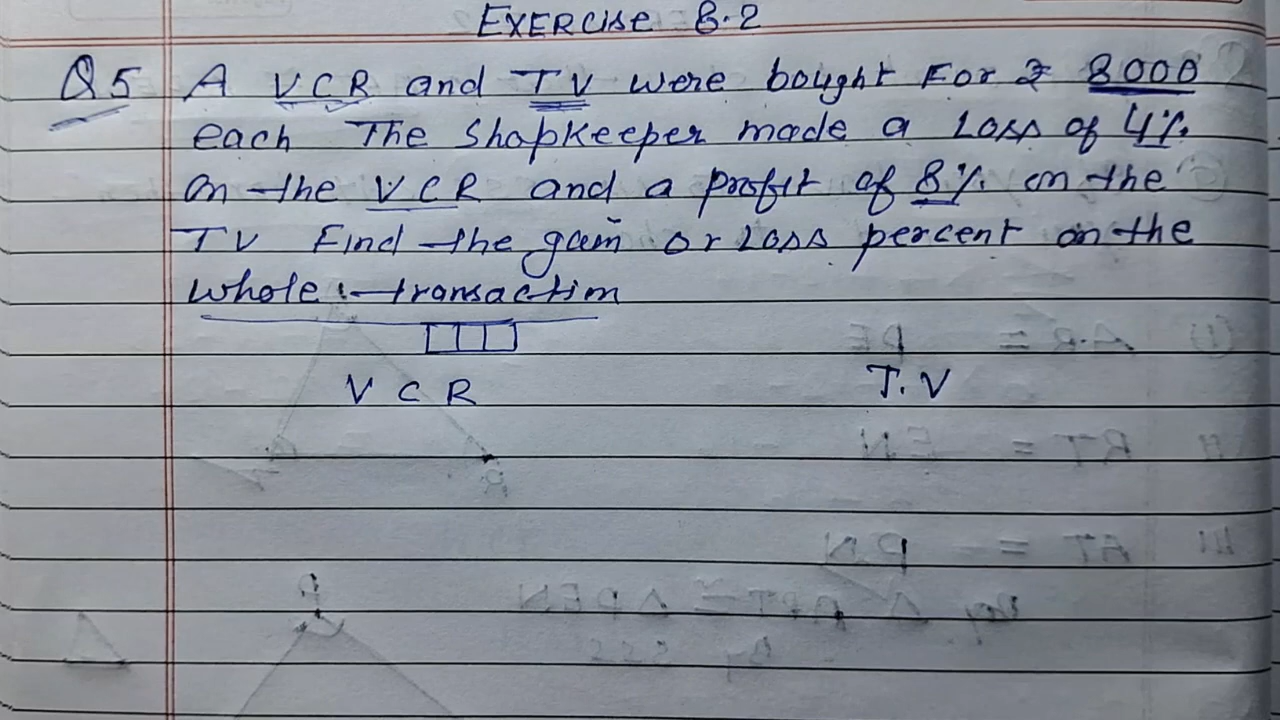 EXERCISE 8.2
Q5 A VCR and TV were bought For ₹ 8000
each The Shopkeeper made a Loss of 4%
on the VCR and a profit of 8% on the
TV Find the gain or Loss percent on the
whole transaction
VCR T.V